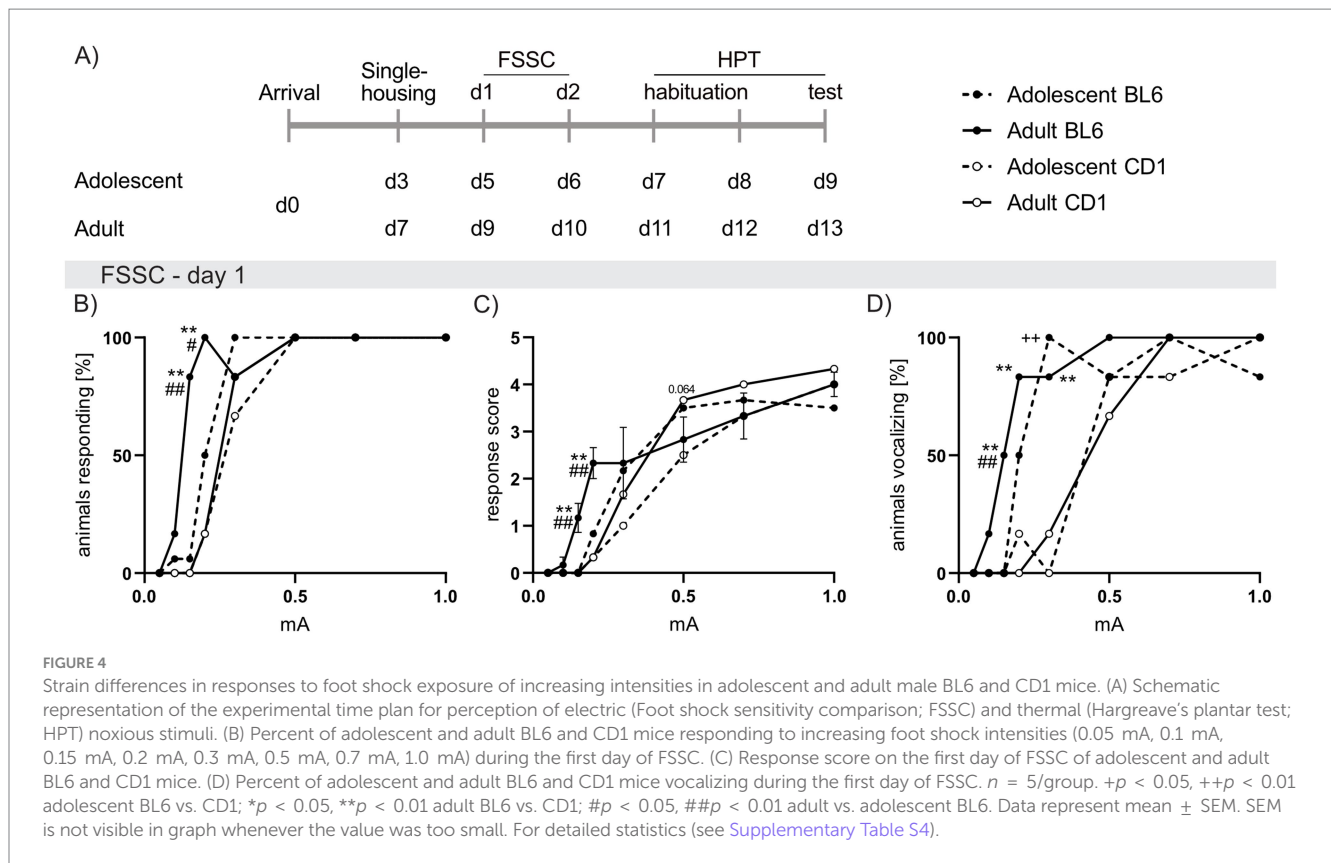 A)
Arrival
Single-
housing
FSSC
d1 d2
HPT
habituation test
Adolescent d3 d5 d6 d7 d8 d9
d0
Adult d7 d9 d10 d11 d12 d13
Adolescent BL6
Adult BL6
Adolescent CD1
Adult CD1
FSSC - day 1
B)
animals responding [%]
100
50
0
0.0 0.5 1.0
mA
**
#
**
##
C)
response score
5
4
3
2
1
0
0.0 0.5 1.0
mA
0.064
**
##
**
##
D)
animals vocalizing [%]
100
50
0
0.0 0.5 1.0
mA
++
**
**
**
##
FIGURE 4
Strain differences in responses to foot shock exposure of increasing intensities in adolescent and adult male BL6 and CD1 mice. (A) Schematic
representation of the experimental time plan for perception of electric (Foot shock sensitivity comparison; FSSC) and thermal (Hargreave's plantar test;
HPT) noxious stimuli. (B) Percent of adolescent and adult BL6 and CD1 mice responding to increasing foot shock intensities (0.05 mA, 0.1 mA,
0.15 mA, 0.2 mA, 0.3 mA, 0.5 mA, 0.7 mA, 1.0 mA) during the first day of FSSC. (C) Response score on the first day of FSSC of adolescent and adult
BL6 and CD1 mice. (D) Percent of adolescent and adult BL6 and CD1 mice vocalizing during the first day of FSSC. n = 5/group. +p < 0.05, ++p < 0.01
adolescent BL6 vs. CD1; *p < 0.05, **p < 0.01 adult BL6 vs. CD1; #p < 0.05, ##p < 0.01 adult vs. adolescent BL6. Data represent mean ± SEM. SEM
is not visible in graph whenever the value was too small. For detailed statistics (see Supplementary Table S4).